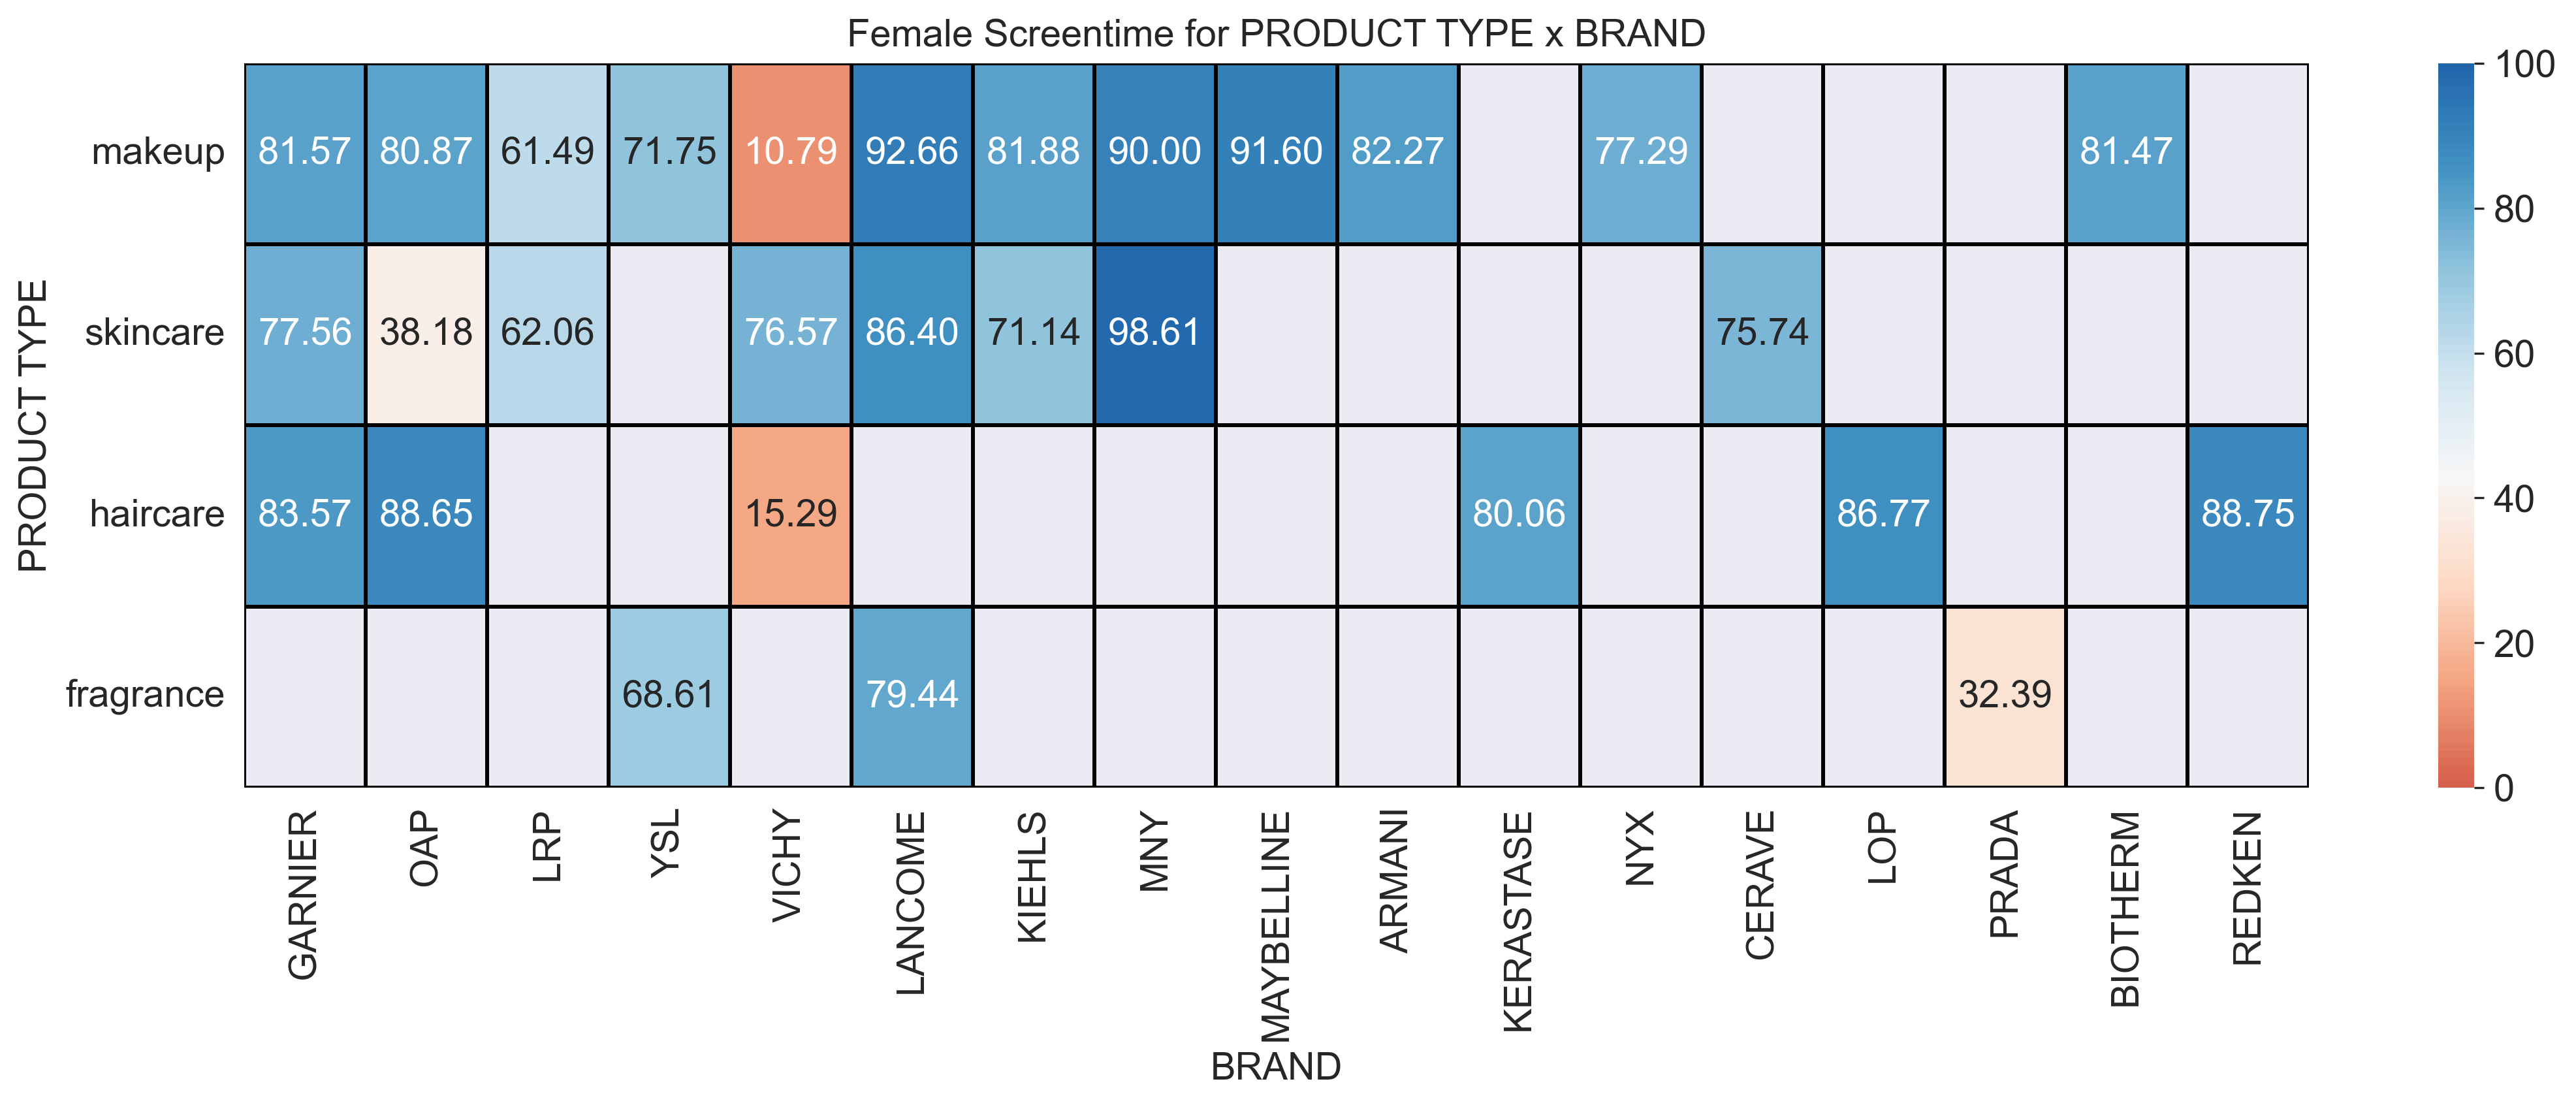 Female Screentime for PRODUCT TYPE x BRAND
PRODUCT TYPE
makeup 81.57 80.87 61.49 71.75 10.79 92.66 81.88 90.00 91.60 82.27 77.29 81.47
skincare 77.56 38.18 62.06 76.57 86.40 71.14 98.61 75.74
haircare 83.57 88.65 15.29 80.06 86.77 88.75
fragrance 68.61 79.44 32.39
GARNIER
OAP
LRP
YSL
VICHY
LANCOME
KIEHLS
MNY
MAYBELLINE
ARMANI
KERASTASE
NYX
CERAVE
LOP
PRADA
BIOTHERM
REDKEN
BRAND
100
80
60
40
20
0